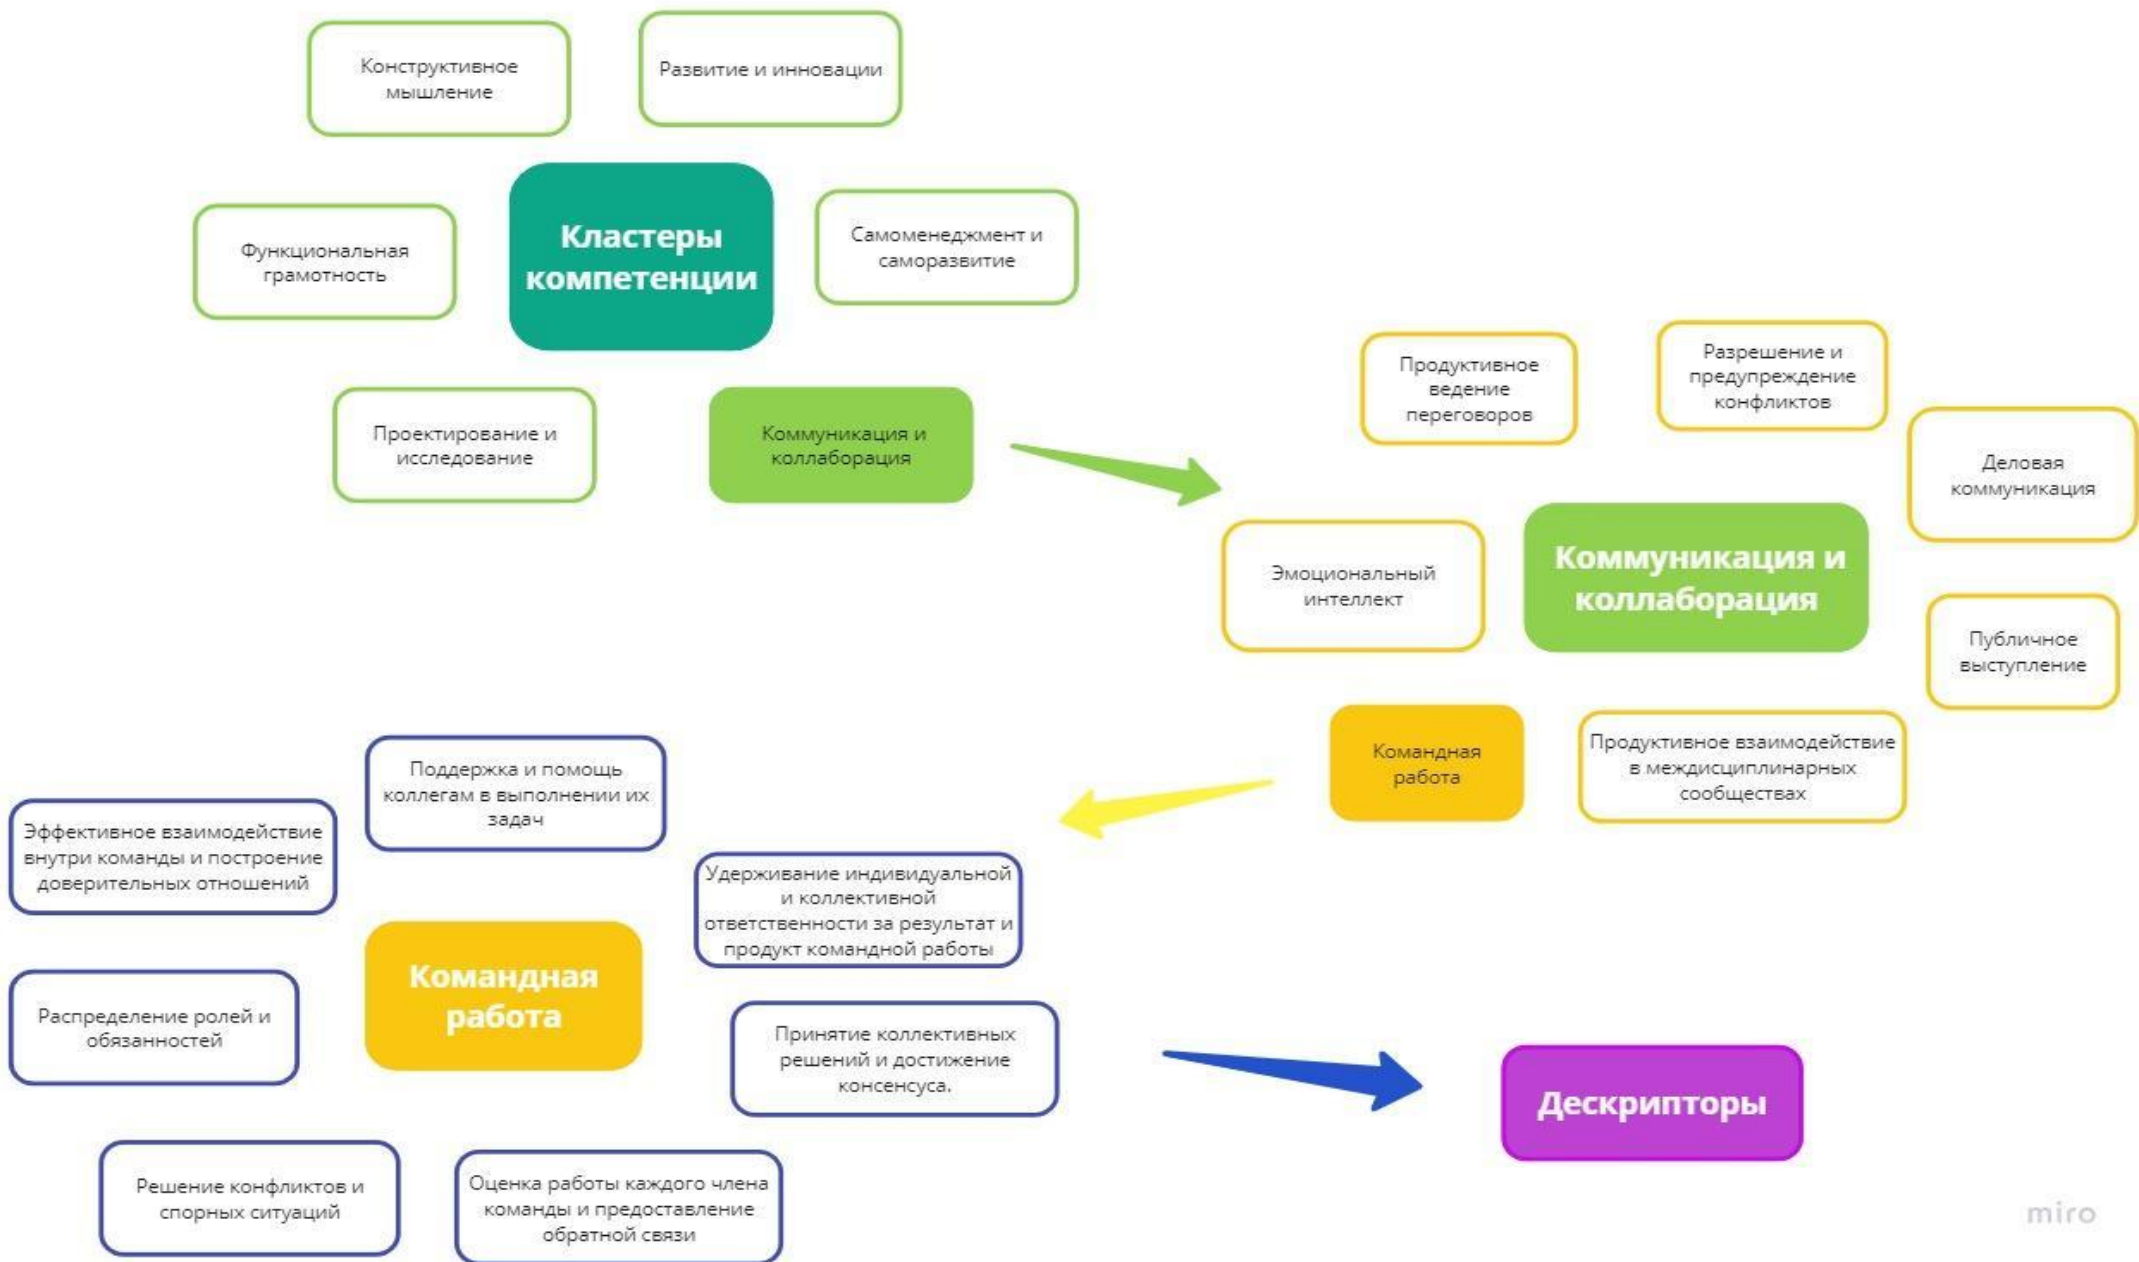 Конструктивное
мышление
Развитие и инновации
Кластеры
компетенции
Функциональная
грамотность
Самоменеджмент и
саморазвитие
Проектирование и
исследование
Коммуникация и
коллаборация
Продуктивное
ведение
переговоров
Разрешение и
предупреждение
конфликтов
Деловая
коммуникация
Эмоциональный
интеллект
Коммуникация и
коллаборация
Публичное
выступление
Командная
работа
Продуктивное взаимодействие
в междисциплинарных
сообществах
Поддержка и помощь
коллегам в выполнении их
задач
Эффективное взаимодействие
внутри команды и построение
доверительных отношений
Удерживание индивидуальной
и коллективной
ответственности за результат и
продукт командной работы
Командная
работа
Распределение ролей и
обязанностей
Принятие коллективных
решений и достижение
консенсуса.
Дескрипторы
Решение конфликтов и
спорных ситуаций
Оценка работы каждого члена
команды и предоставление
обратной связи
miro